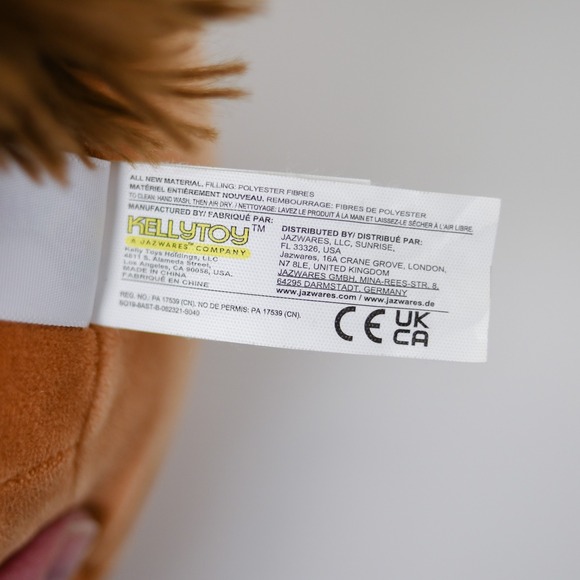 ALL NEW MATERIAL, FILLING: POLYESTER FIBRES
MATÉRIEL ENTIÈREMENT NOUVEAU, REMBOURRAGE: FIBRES DE POLYESTER
TO CLEAN: HAND WASH, THEN AIR DRY. / NETTOYAGE: LAVEZ LE PRODUIT À LA MAIN ET LAISSEZ-LE SÉCHER À L'AIR LIBRE.
MANUFACTURED BY/ FABRIQUÉ PAR:
KELLYTOY™
A JAZWARES™ COMPANY
Kelly Toys Holdings, LLC
4811 S. Alameda Street,
Los Angeles, CA 90058, USA
MADE IN CHINA
FABRIQUÉ EN CHINE
DISTRIBUTED BY/ DISTRIBUÉ PAR:
JAZWARES, LLC, SUNRISE,
FL 33326, USA
Jazwares, 16A CRANE GROVE, LONDON,
N7 8LE, UNITED KINGDOM
JAZWARES GMBH, MINA-REES-STR. 8,
64295 DARMSTADT, GERMANY
www.jazwares.com / www.jazwares.de
REG. NO.: PA 17539 (CN), NO DE PERMIS: PA 17539 (CN),
SQ19-8AST-B-082321-5040
CE UK
CA